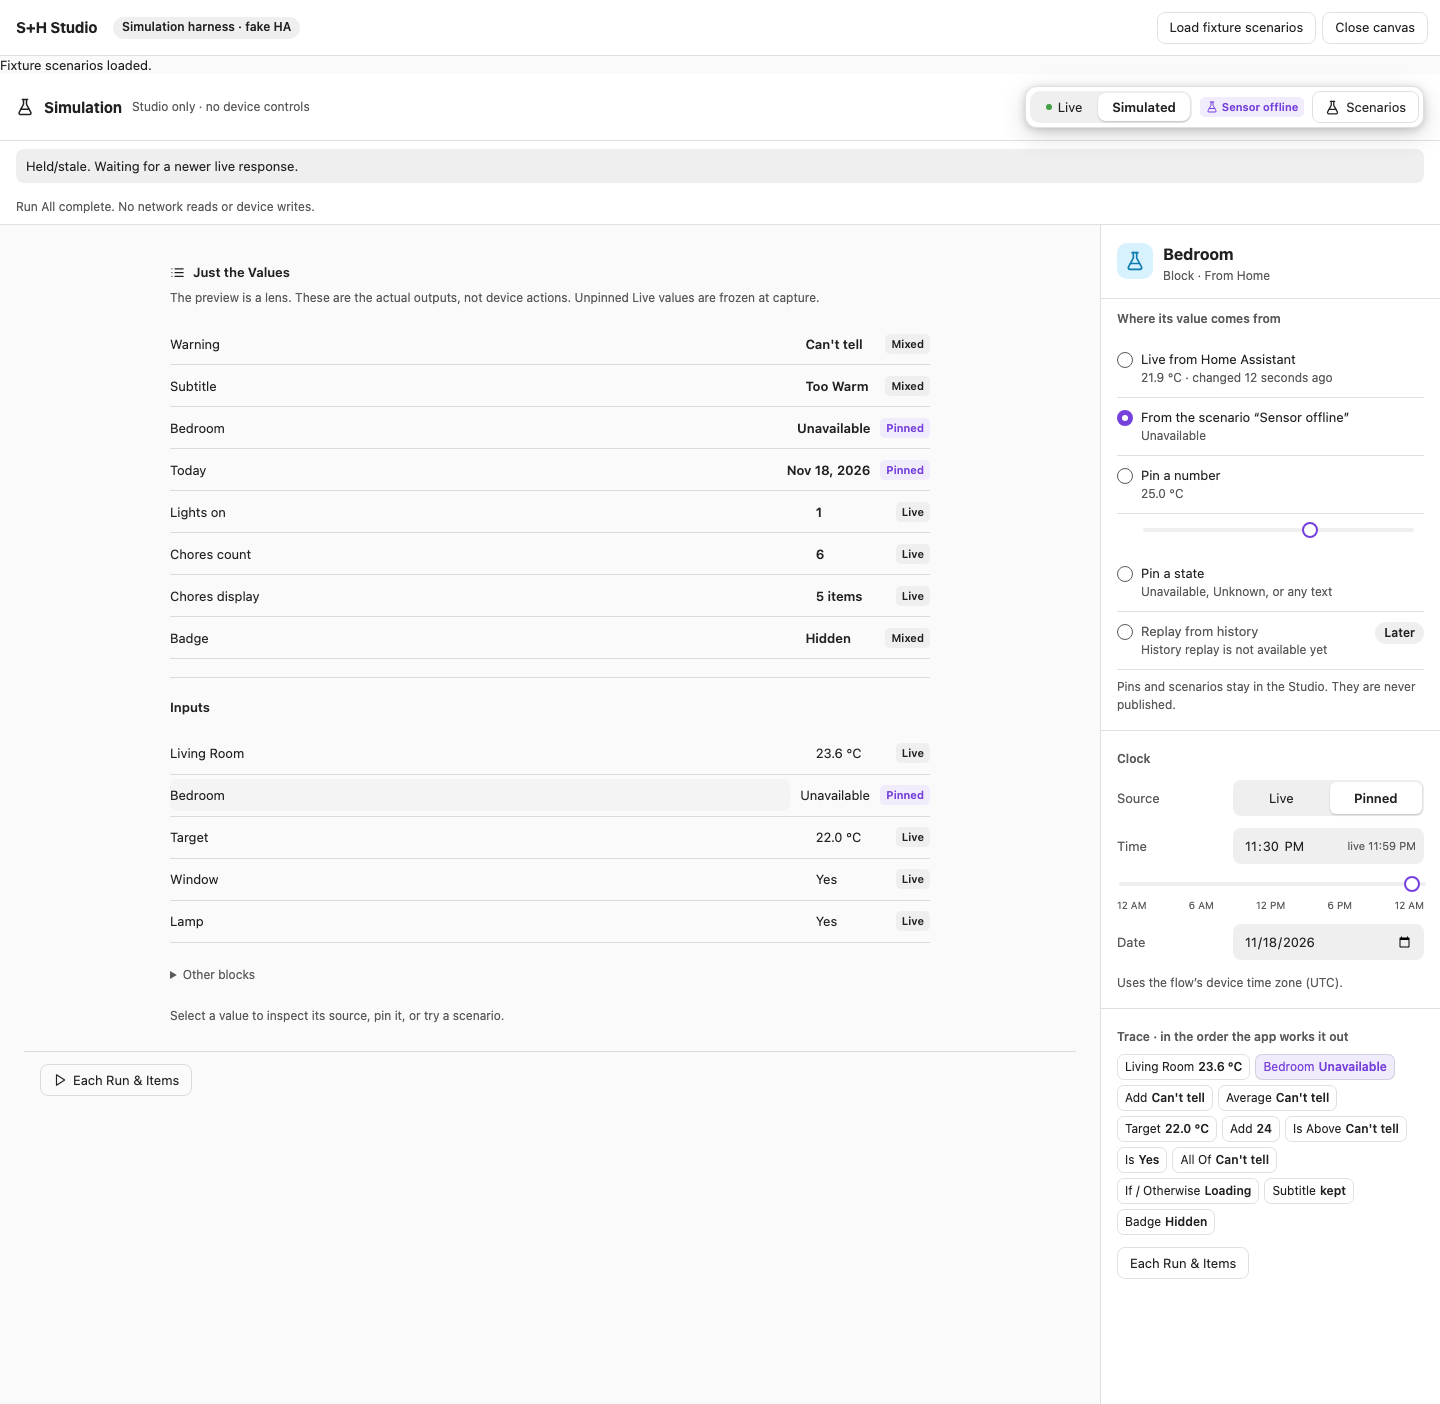 S+H Studio
Simulation harness · fake HA
Load fixture scenarios
Close canvas
Fixture scenarios loaded.
Simulation
Studio only · no device controls
Live
Simulated
Sensor offline
Scenarios
Held/stale. Waiting for a newer live response.
Run All complete. No network reads or device writes.
Just the Values
The preview is a lens. These are the actual outputs, not device actions. Unpinned Live values are frozen at capture.
Warning Can't tell Mixed
Subtitle Too Warm Mixed
Bedroom Unavailable Pinned
Today Nov 18, 2026 Pinned
Lights on 1 Live
Chores count 6 Live
Chores display 5 items Live
Badge Hidden Mixed
Inputs
Living Room 23.6 °C Live
Bedroom Unavailable Pinned
Target 22.0 °C Live
Window Yes Live
Lamp Yes Live
Other blocks
Select a value to inspect its source, pin it, or try a scenario.
Each Run & Items
Bedroom
Block · From Home
Where its value comes from
Live from Home Assistant
21.9 °C · changed 12 seconds ago
From the scenario “Sensor offline”
Unavailable
Pin a number
25.0 °C
Pin a state
Unavailable, Unknown, or any text
Replay from history
Later
History replay is not available yet
Pins and scenarios stay in the Studio. They are never
published.
Clock
Source Live Pinned
Time 11:30 PM live 11:59 PM
12 AM 6 AM 12 PM 6 PM 12 AM
Date 11/18/2026
Uses the flow’s device time zone (UTC).
Trace · in the order the app works it out
Living Room 23.6 °C Bedroom Unavailable
Add Can't tell Average Can't tell
Target 22.0 °C Add 24 Is Above Can't tell
Is Yes All Of Can't tell
If / Otherwise Loading Subtitle kept
Badge Hidden
Each Run & Items